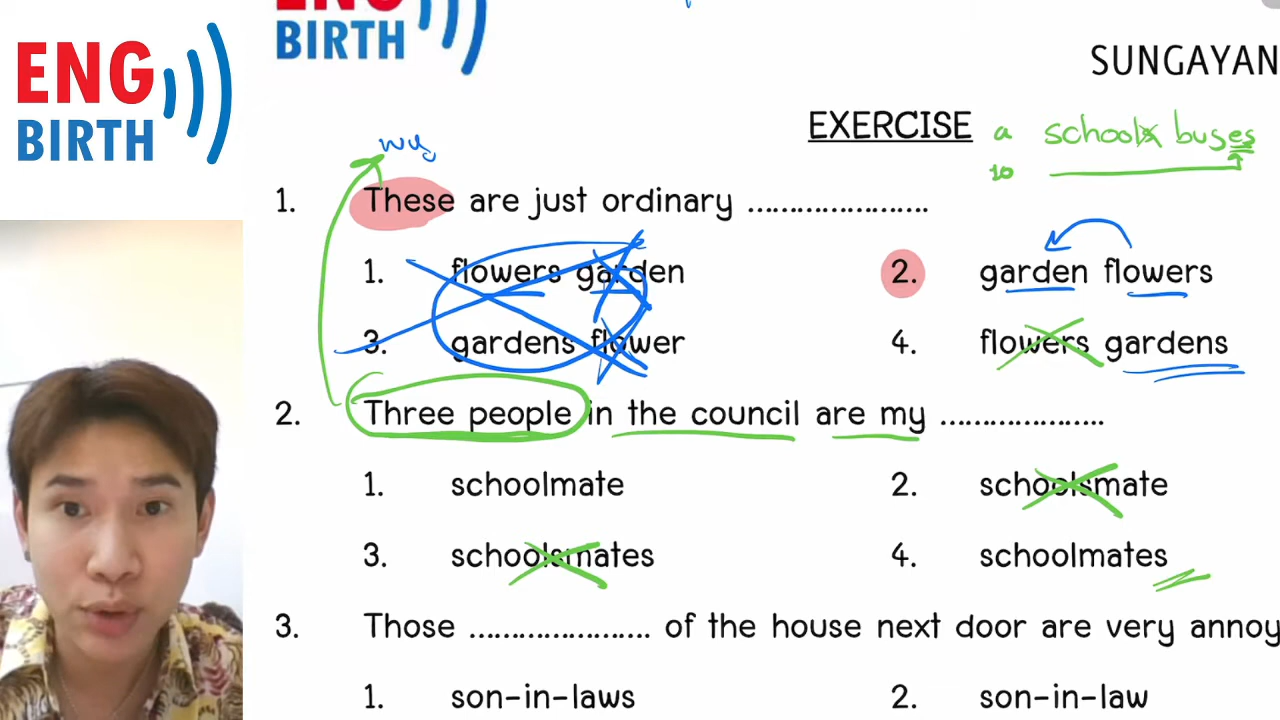 ENG
BIRTH
ENG
BIRTH
SUNGAYAN
EXERCISE
a schools buses
10
1. These are just ordinary ........................
1. flowers garden 2. garden flowers
3. gardens flower 4. flowers gardens
2. Three people in the council are my .....................
1. schoolmate 2. schoolsmate
3. schoolsmates 4. schoolmates
3. Those ........................ of the house next door are very annoy
1. son-in-laws 2. son-in-law